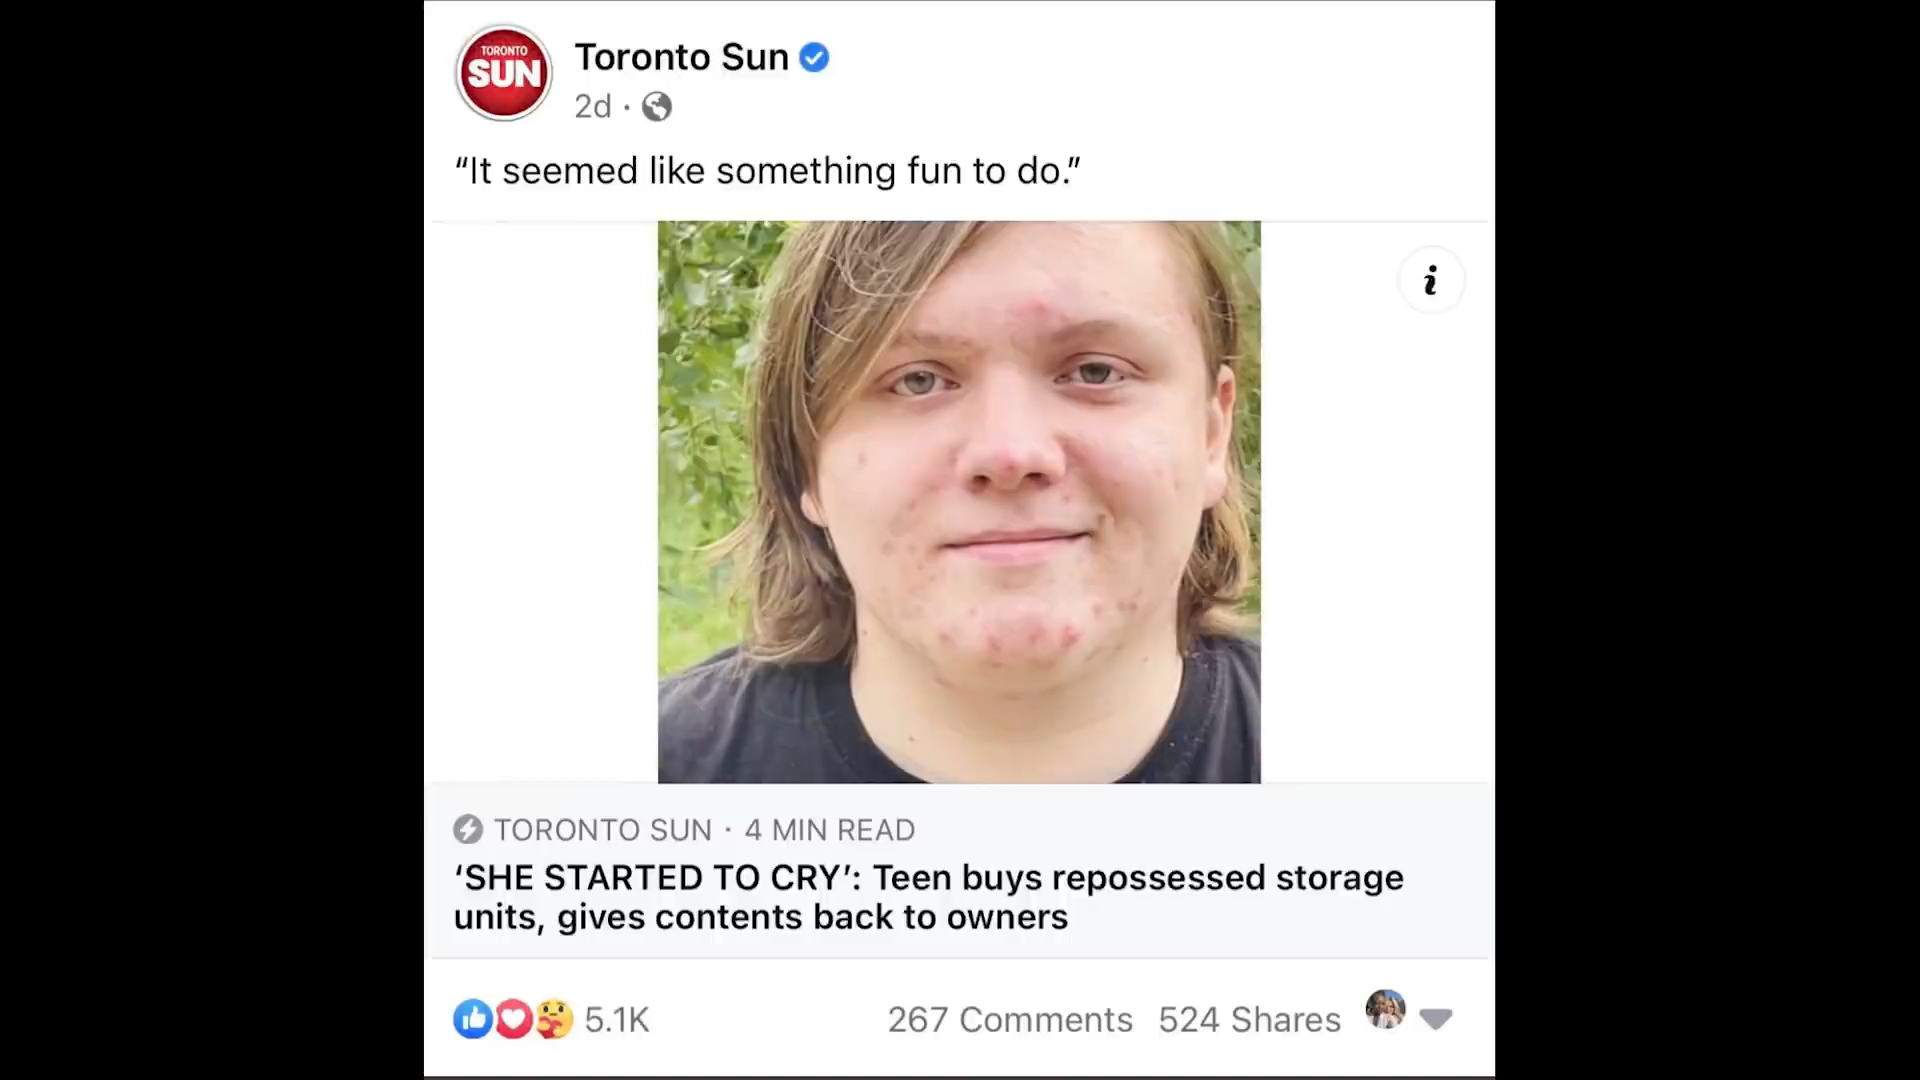 TORONTO
SUN
Toronto Sun
2d ·
“It seemed like something fun to do.”
i
TORONTO SUN · 4 MIN READ
‘SHE STARTED TO CRY’: Teen buys repossessed storage
units, gives contents back to owners
5.1K 267 Comments 524 Shares